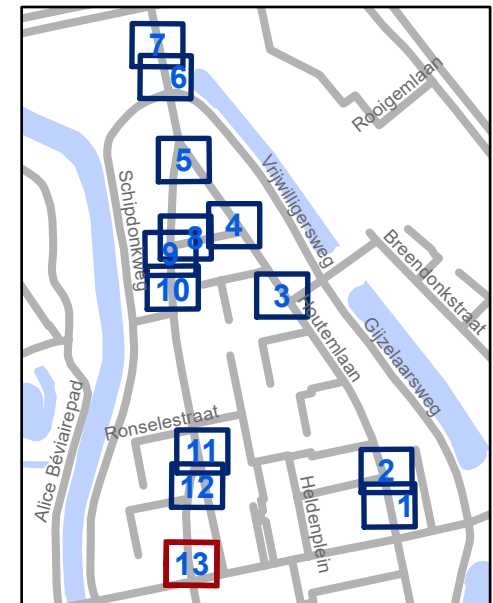 7
6
Rooigemlaan
5
Vrijwilligersweg
Schipdonkweg
4
8
9
Breendonkstraat
10
3
Houtemlaan
Gijzelaarsweg
Alice Béviairepad
Ronselestraat
11
2
12
Heldenplein
1
13